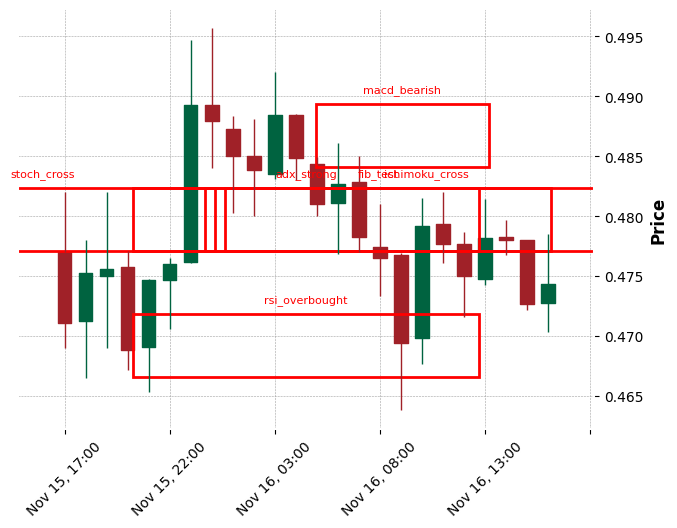 0.495
macd_bearish
0.490
stoch_cross
fib_test
ichimoku_cross
0.485
0.480
Price
0.475
rsi_overbought
0.470
0.465
Nov 15, 17:00
Nov 15, 22:00
Nov 16, 03:00
Nov 16, 08:00
Nov 16, 13:00